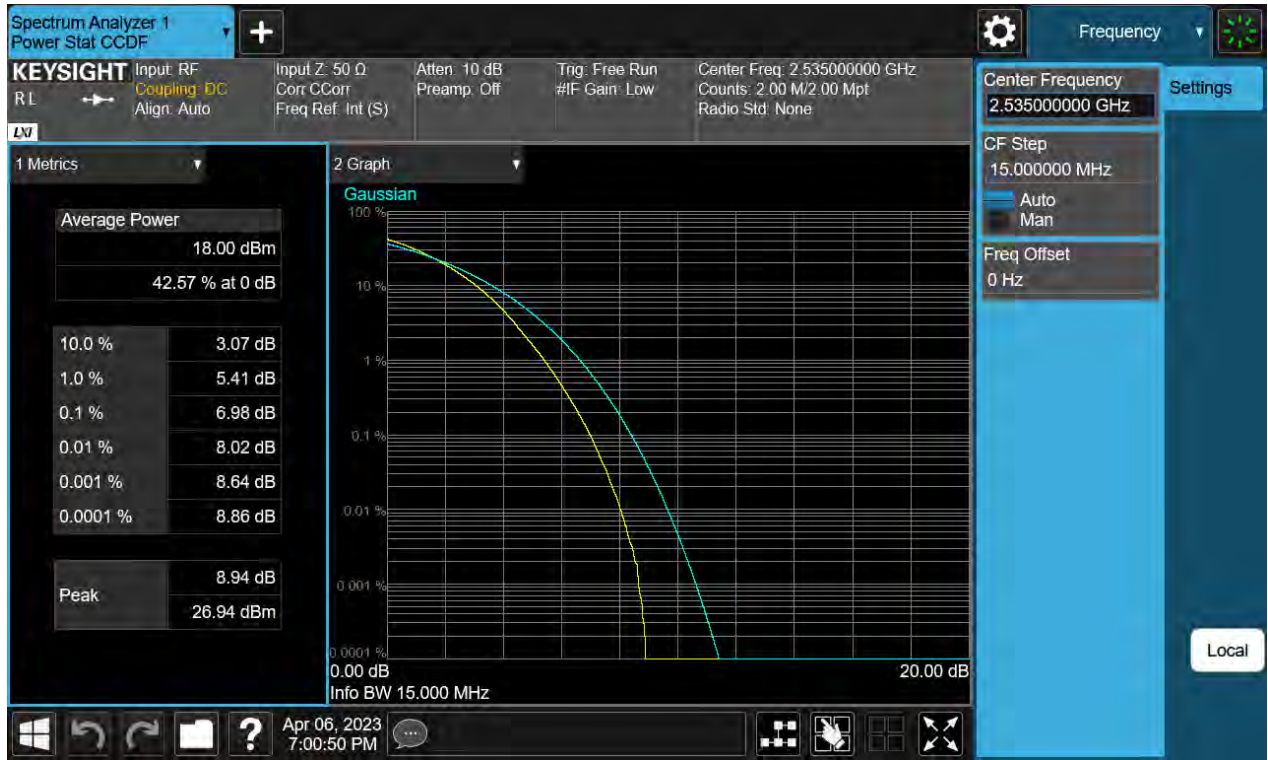 Spectrum Analyzer 1
Power Stat CCDF
+
Frequency
KEYSIGHT
RL
LXI
Input: RF
Coupling: DC
Align: Auto
Input Z: 50 Ω
Corr CCorr
Freq Ref: Int (S)
Atten: 10 dB
Preamp: Off
Trig: Free Run
#IF Gain: Low
Center Freq: 2.535000000 GHz
Counts: 2.00 M/2.00 Mpt
Radio Std: None
Center Frequency
2.535000000 GHz
Settings
CF Step
15.000000 MHz
Auto
Man
Freq Offset
0 Hz
Local
1 Metrics
Average Power
18.00 dBm
42.57 % at 0 dB
10.0 % 3.07 dB
1.0 % 5.41 dB
0.1 % 6.98 dB
0.01 % 8.02 dB
0.001 % 8.64 dB
0.0001 % 8.86 dB
Peak
8.94 dB
26.94 dBm
2 Graph
Gaussian
100 %
10 %
1 %
0.1 %
0.01 %
0.001 %
0.0001 %
0.00 dB
20.00 dB
Info BW 15.000 MHz
?
Apr 06, 2023
7:00:50 PM